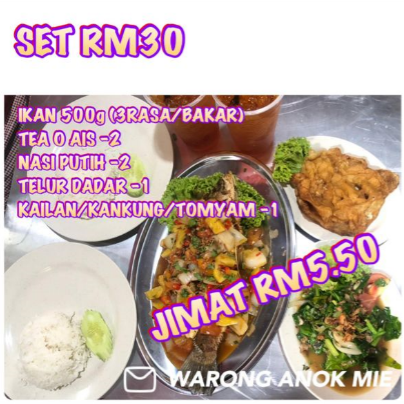 SET RM30
IKAN 500g (3RASA/BAKAR)
TEA O AIS -2
NASI PUTIH -2
TELUR DADAR -1
KAILAN/KANKUNG/TOMYAM -1
JIMAT RM5.50
WARONG ANOK MIE